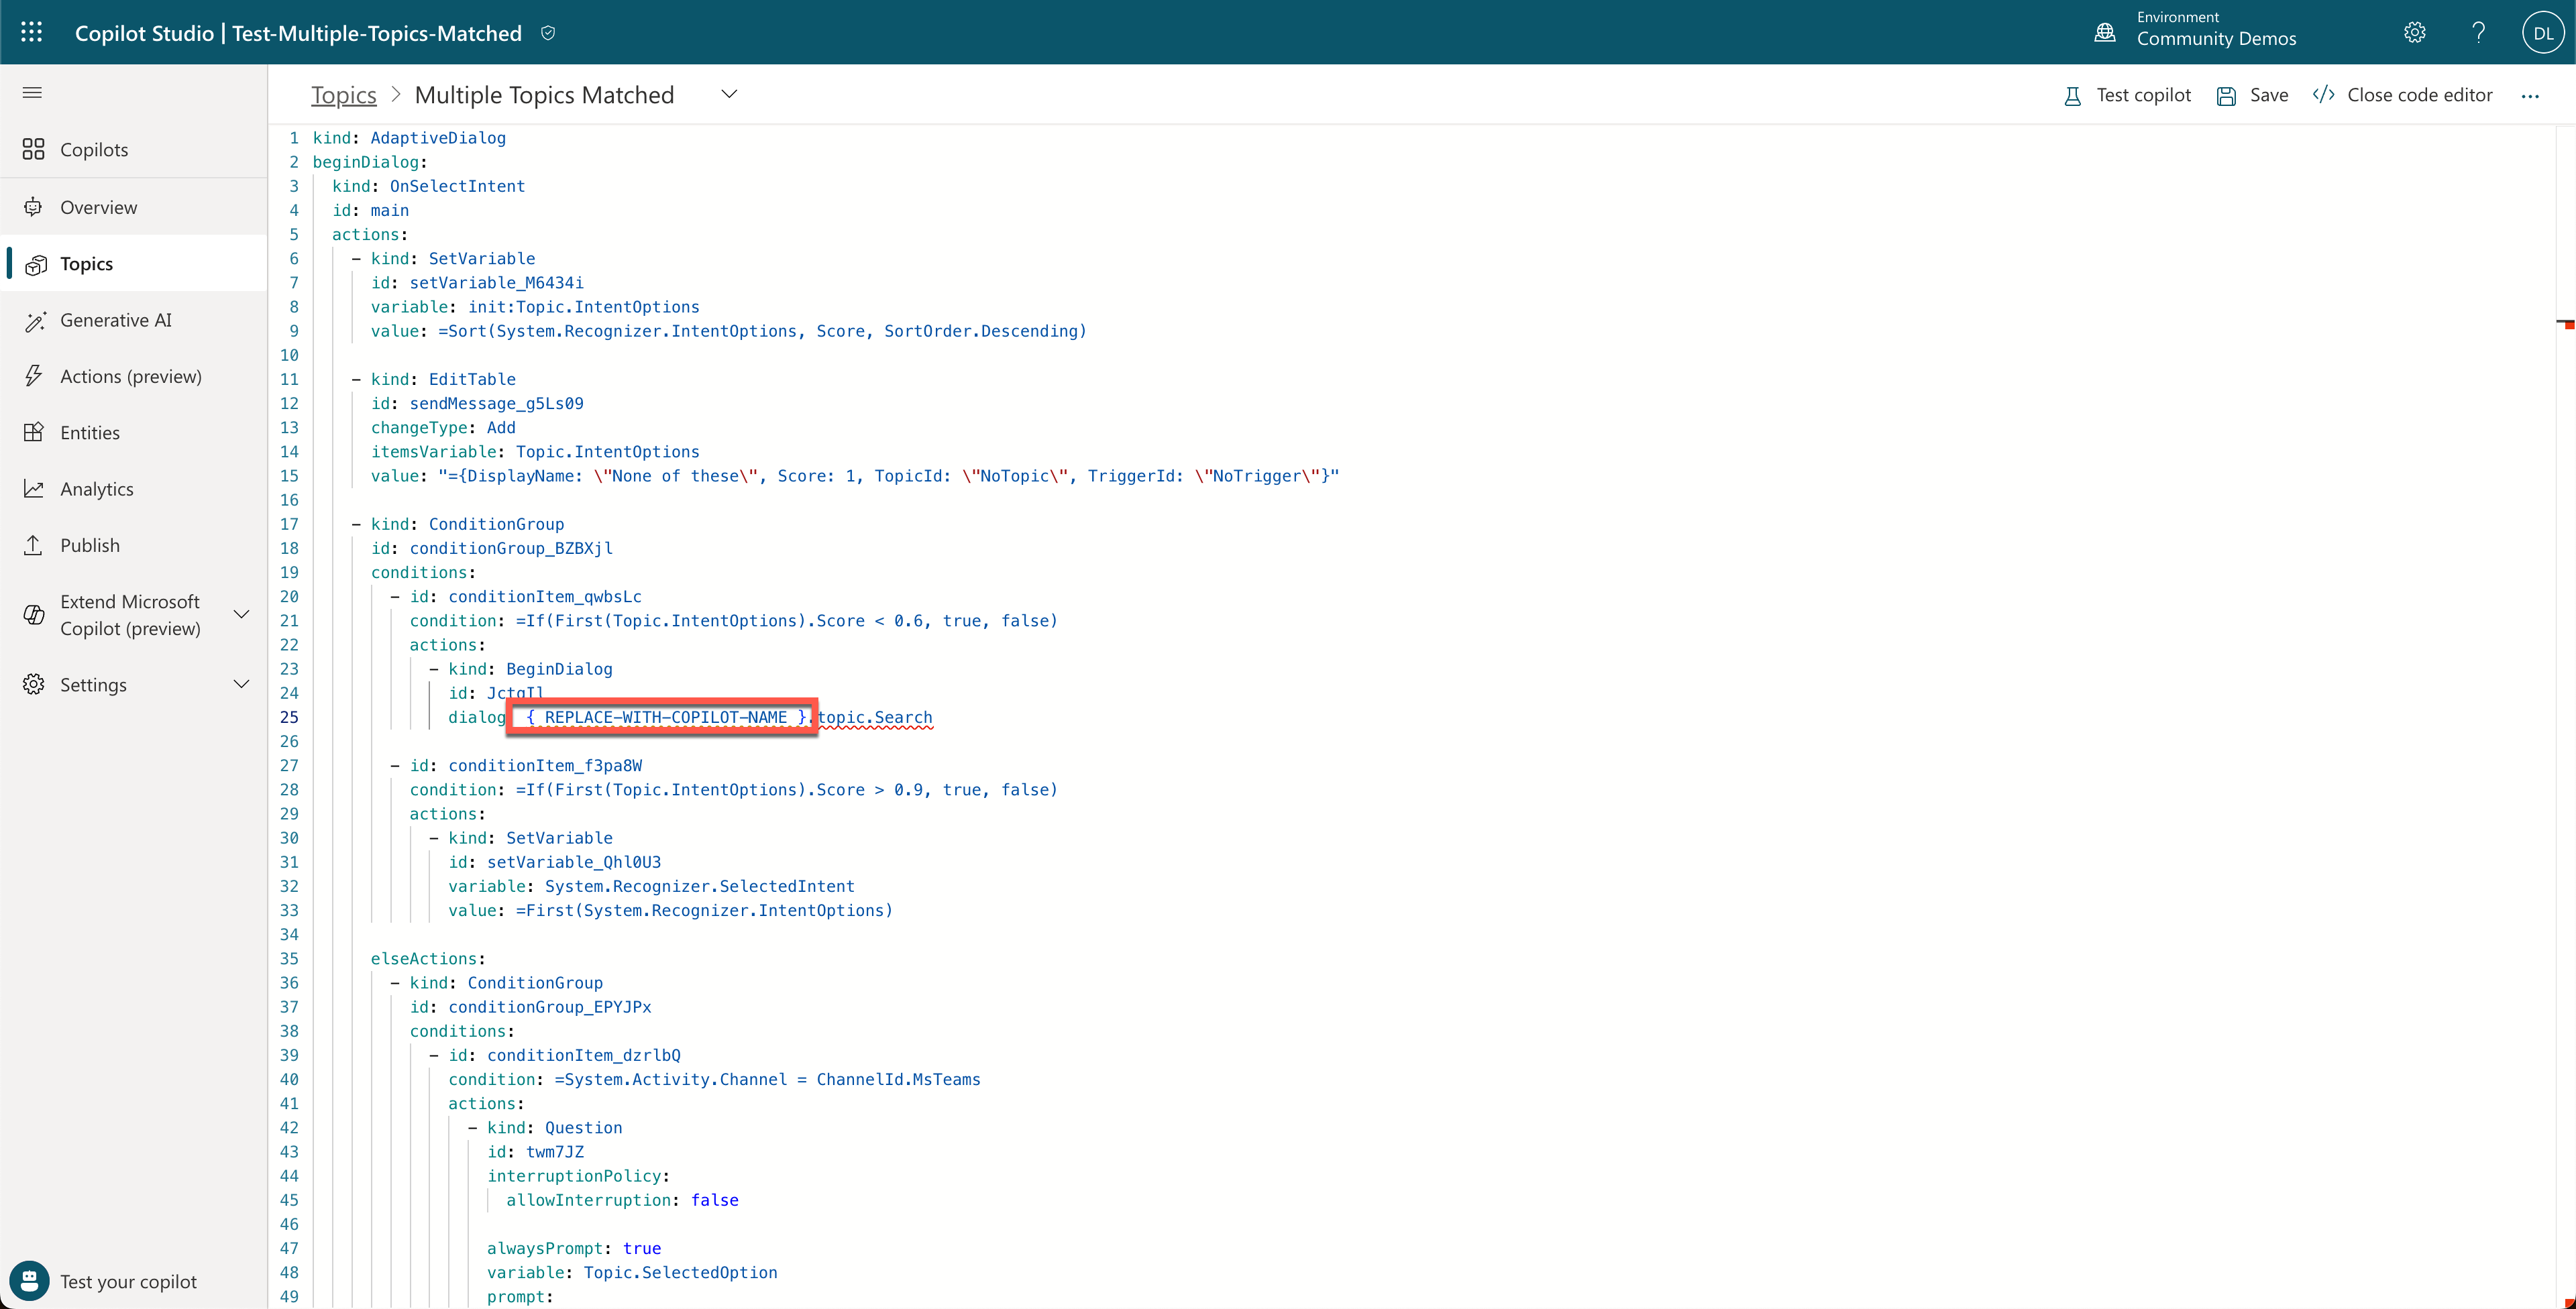 Copilot Studio | Test-Multiple-Topics-Matched
Environment
Community Demos
DL
Topics > Multiple Topics Matched
Test copilot
Save
Close code editor
Copilots
Overview
Topics
Generative AI
Actions (preview)
Entities
Analytics
Publish
Extend Microsoft
Copilot (preview)
Settings
Test your copilot
1 kind: AdaptiveDialog
2 beginDialog:
3 kind: OnSelectIntent
4 id: main
5 actions:
6 - kind: SetVariable
7 id: setVariable_M6434i
8 variable: init:Topic.IntentOptions
9 value: =Sort(System.Recognizer.IntentOptions, Score, SortOrder.Descending)
10
11 - kind: EditTable
12 id: sendMessage_g5Ls09
13 changeType: Add
14 itemsVariable: Topic.IntentOptions
15 value: "={DisplayName: \"None of these\", Score: 1, TopicId: \"NoTopic\", TriggerId: \"NoTrigger\"}"
16
17 - kind: ConditionGroup
18 id: conditionGroup_BZBXjl
19 conditions:
20 - id: conditionItem_qwbsLc
21 condition: =If(First(Topic.IntentOptions).Score < 0.6, true, false)
22 actions:
23 - kind: BeginDialog
24 id: JctqIl
25 dialog { REPLACE-WITH-COPILOT-NAME }.topic.Search
26
27 - id: conditionItem_f3pa8W
28 condition: =If(First(Topic.IntentOptions).Score > 0.9, true, false)
29 actions:
30 - kind: SetVariable
31 id: setVariable_Qhl0U3
32 variable: System.Recognizer.SelectedIntent
33 value: =First(System.Recognizer.IntentOptions)
34
35 elseActions:
36 - kind: ConditionGroup
37 id: conditionGroup_EPYJPx
38 conditions:
39 - id: conditionItem_dzrlbQ
40 condition: =System.Activity.Channel = ChannelId.MsTeams
41 actions:
42 - kind: Question
43 id: twm7JZ
44 interruptionPolicy:
45 allowInterruption: false
46
47 alwaysPrompt: true
48 variable: Topic.SelectedOption
49 prompt: